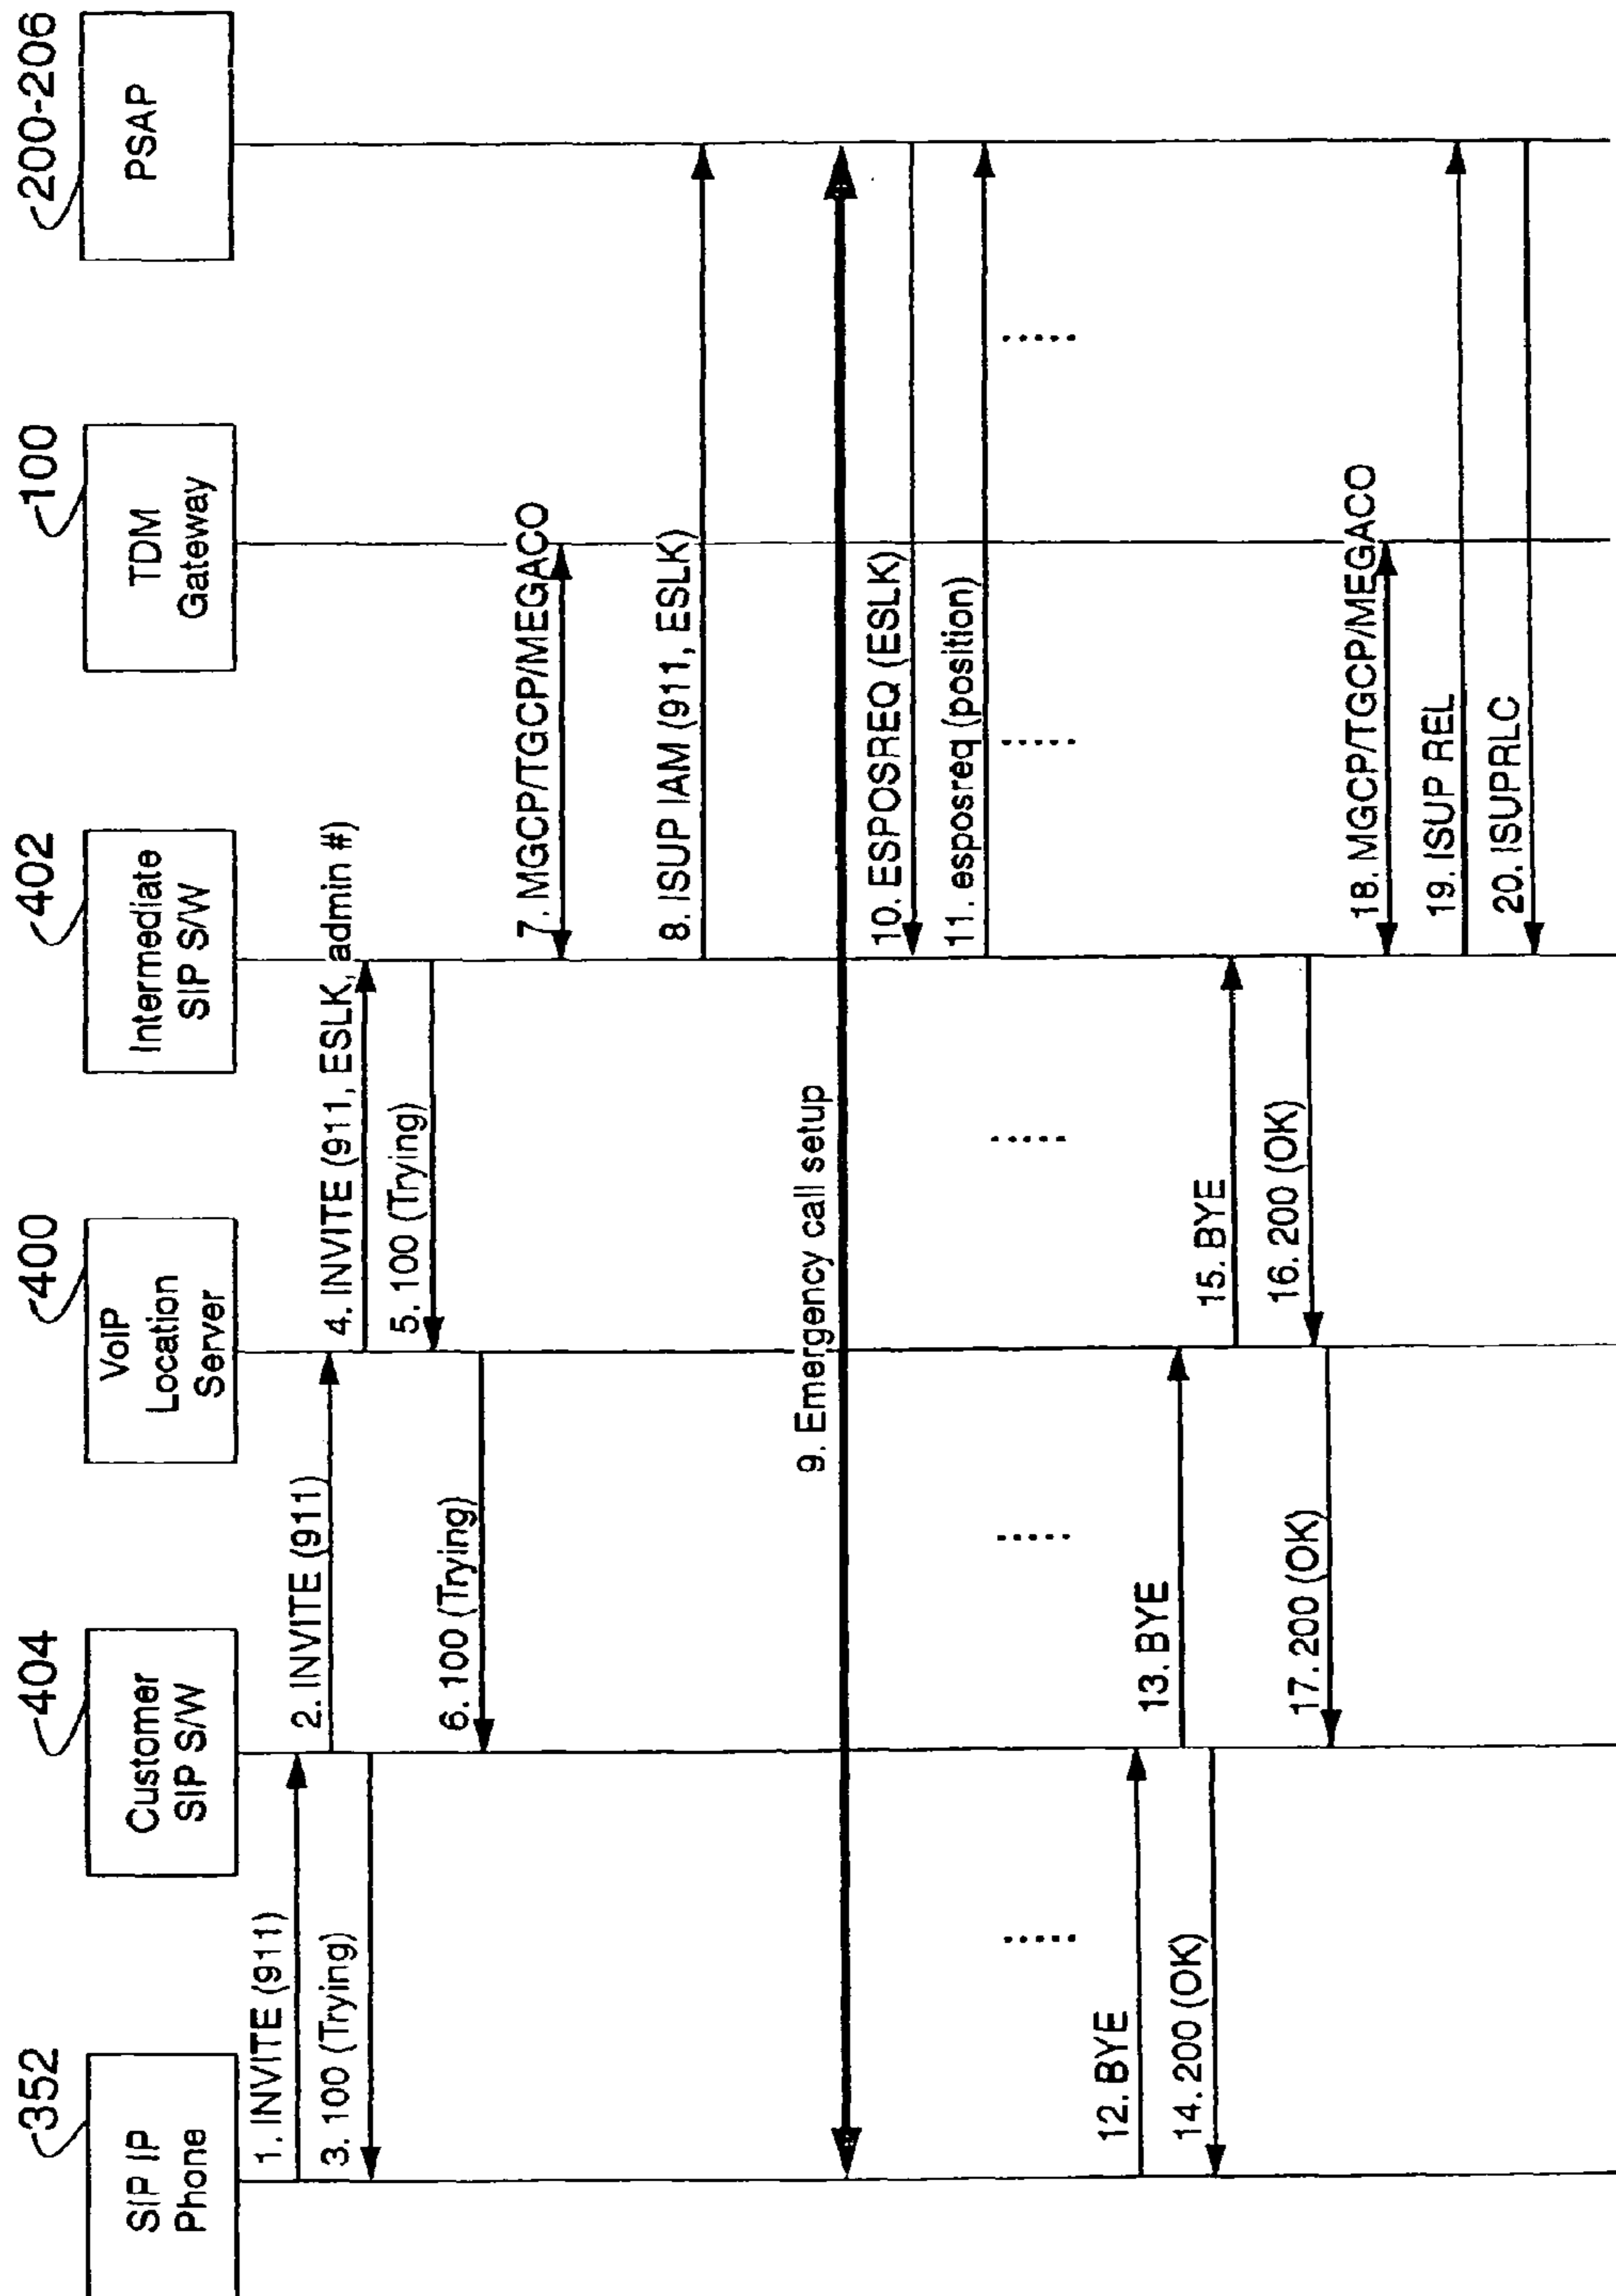 352
SIP IP
Phone
404
Customer
SIP S/W
400
VoIP
Location
Server
402
Intermediate
SIP S/W
100
TDM
Gateway
200-206
PSAP
1. INVITE (911)
2. INVITE (911)
3. 100 (Trying)
4. INVITE (911, ESLK, admin #)
5. 100 (Trying)
6. 100 (Trying)
7. MGCP/TGCP/MEGACO
8. ISUP IAM (911, ESLK)
9. Emergency call setup
10. ESPOSREQ (ESLK)
11. esposreq (position)
.....
.....
.....
.....
.....
12. BYE
13. BYE
14. 200 (OK)
15. BYE
16. 200 (OK)
17. 200 (OK)
18. MGCP/TGCP/MEGACO
19. ISUP REL
20. ISUPRLC